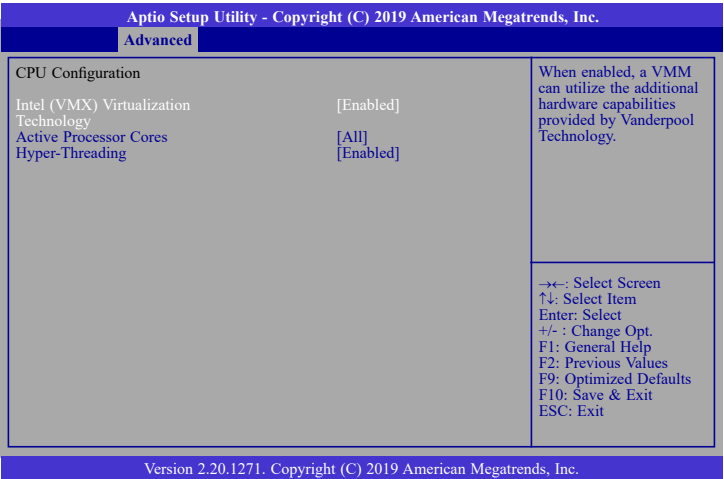 Aptio Setup Utility - Copyright (C) 2019 American Megatrends, Inc.
Advanced
CPU Configuration
Intel (VMX) Virtualization [Enabled]
Technology
Active Processor Cores [All]
Hyper-Threading [Enabled]
When enabled, a VMM
can utilize the additional
hardware capabilities
provided by Vanderpool
Technology.
→←: Select Screen
↑↓: Select Item
Enter: Select
+/- : Change Opt.
F1: General Help
F2: Previous Values
F9: Optimized Defaults
F10: Save & Exit
ESC: Exit
Version 2.20.1271. Copyright (C) 2019 American Megatrends, Inc.